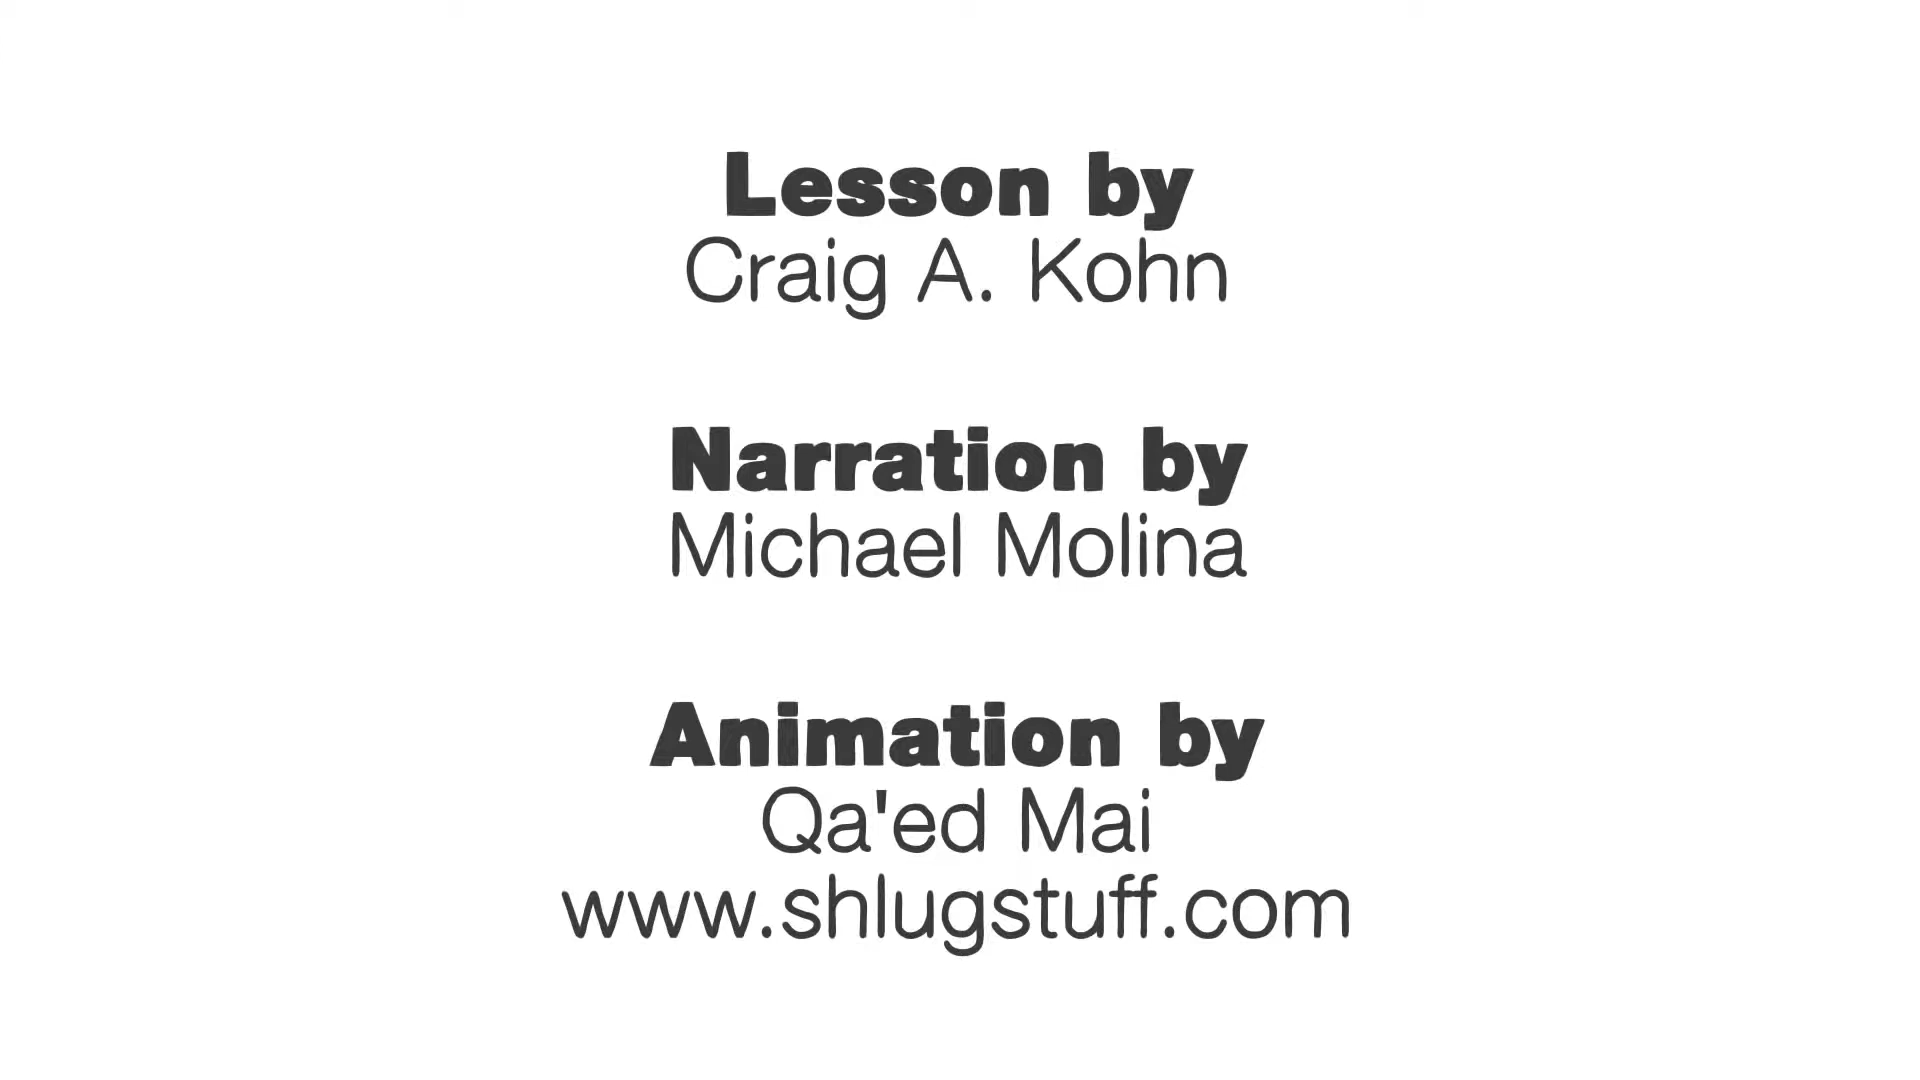 Lesson by
Craig A. Kohn
Narration by
Michael Molina
Animation by
Qa'ed Mai
www.shlugstuff.com